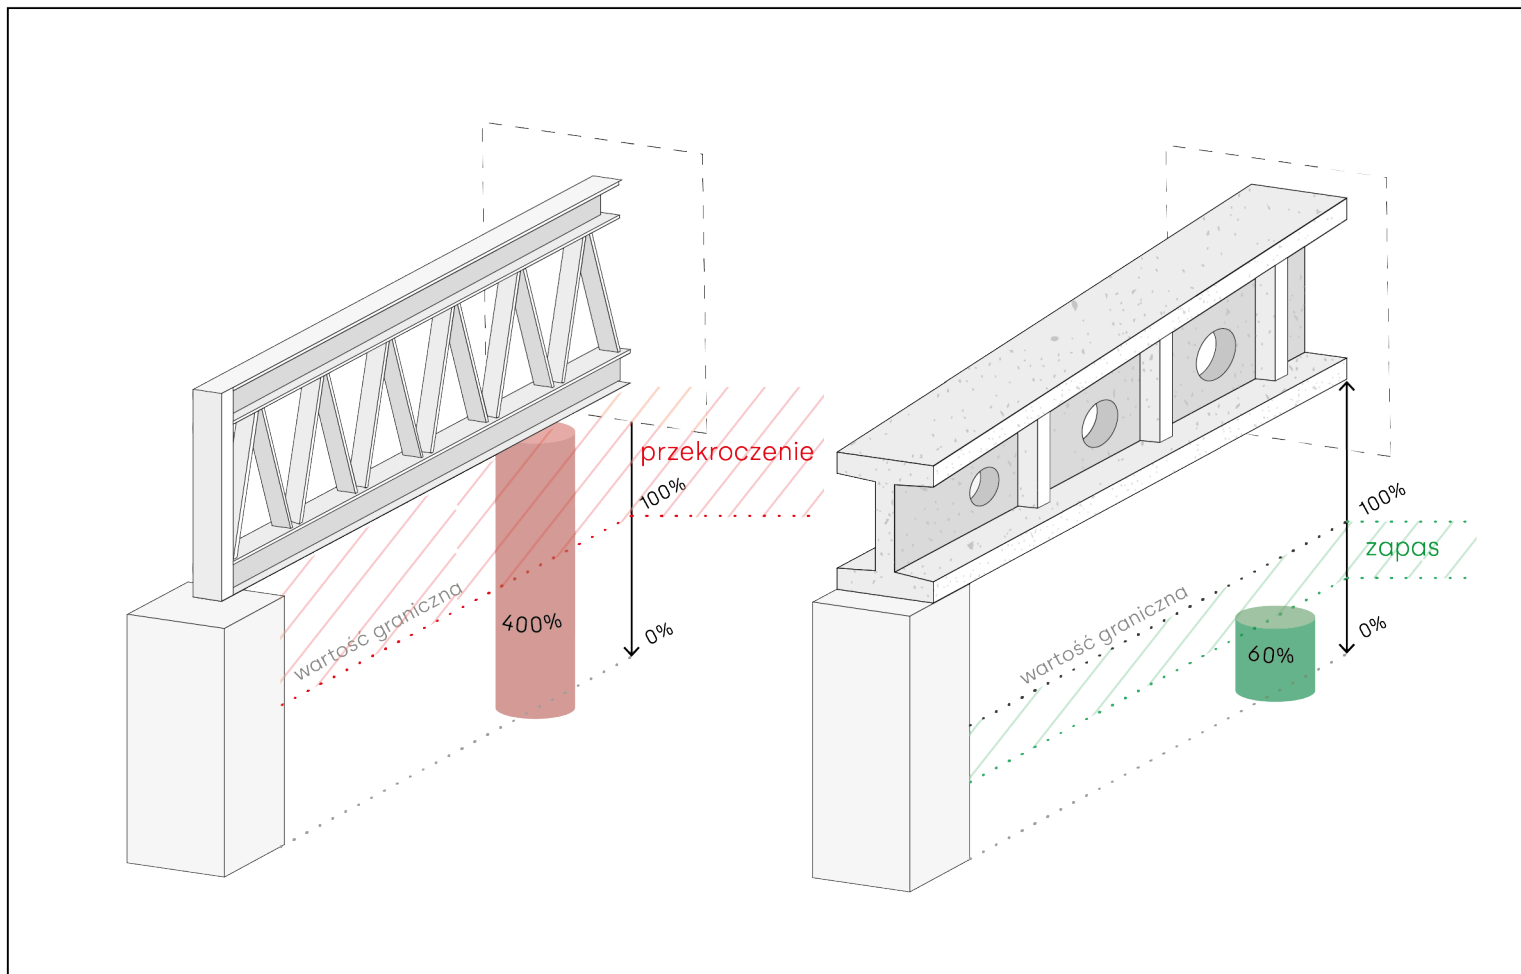 przekroczenie
100%
wartość graniczna
400%
0%
100%
zapas
wartość graniczna
60%
0%